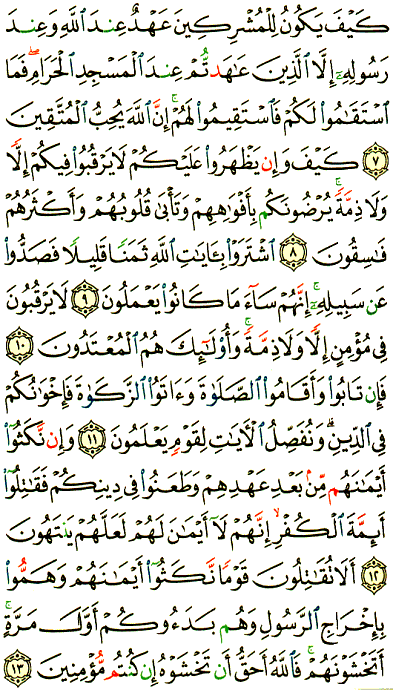 كَيْفَ يَكُونُ لِلْمُشْرِكِينَ عَهْدٌ عِندَ ٱللَّهِ وَعِندَ
رَسُولِهِۦٓ إِلَّا ٱلَّذِينَ عَٰهَدتُّمْ عِندَ ٱلْمَسْجِدِ ٱلْحَرَامِۖ فَمَا
ٱسْتَقَٰمُوا۟ لَكُمْ فَٱسْتَقِيمُوا۟ لَهُمْۚ إِنَّ ٱللَّهَ يُحِبُّ ٱلْمُتَّقِينَ
٧ كَيْفَ وَإِن يَظْهَرُوا۟ عَلَيْكُمْ لَا يَرْقُبُوا۟ فِيكُمْ إِلًّا
وَلَا ذِمَّةًۚ يُرْضُونَكُم بِأَفْوَٰهِهِمْ وَتَأْبَىٰ قُلُوبُهُمْ وَأَكْثَرُهُمْ
فَٰسِقُونَ ٨ ٱشْتَرَوْا۟ بِـَٔايَٰتِ ٱللَّهِ ثَمَنًا قَلِيلًا فَصَدُّوا۟
عَن سَبِيلِهِۦٓۚ إِنَّهُمْ سَآءَ مَا كَانُوا۟ يَعْمَلُونَ ٩ لَا يَرْقُبُونَ
فِى مُؤْمِنٍ إِلًّا وَلَا ذِمَّةًۚ وَأُو۟لَٰٓئِكَ هُمُ ٱلْمُعْتَدُونَ ١٠
فَإِن تَابُوا۟ وَأَقَامُوا۟ ٱلصَّلَوٰةَ وَءَاتَوُا۟ ٱلزَّكَوٰةَ فَإِخْوَٰنُكُمْ
فِى ٱلدِّينِۗ وَنُفَصِّلُ ٱلْءَايَٰتِ لِقَوْمٍ يَعْلَمُونَ ١١ وَإِن نَّكَثُوٓا۟
أَيْمَٰنَهُم مِّنۢ بَعْدِ عَهْدِهِمْ وَطَعَنُوا۟ فِى دِينِكُمْ فَقَٰتِلُوٓا۟
أَئِمَّةَ ٱلْكُفْرِۙ إِنَّهُمْ لَآ أَيْمَٰنَ لَهُمْ لَعَلَّهُمْ يَنتَهُونَ
١٢ أَلَا تُقَٰتِلُونَ قَوْمًا نَّكَثُوٓا۟ أَيْمَٰنَهُمْ وَهَمُّوا۟
بِإِخْرَاجِ ٱلرَّسُولِ وَهُم بَدَءُوكُمْ أَوَّلَ مَرَّةٍۚ
أَتَخْشَوْنَهُمْۚ فَٱللَّهُ أَحَقُّ أَن تَخْشَوْهُ إِن كُنتُم مُّؤْمِنِينَ ١٣